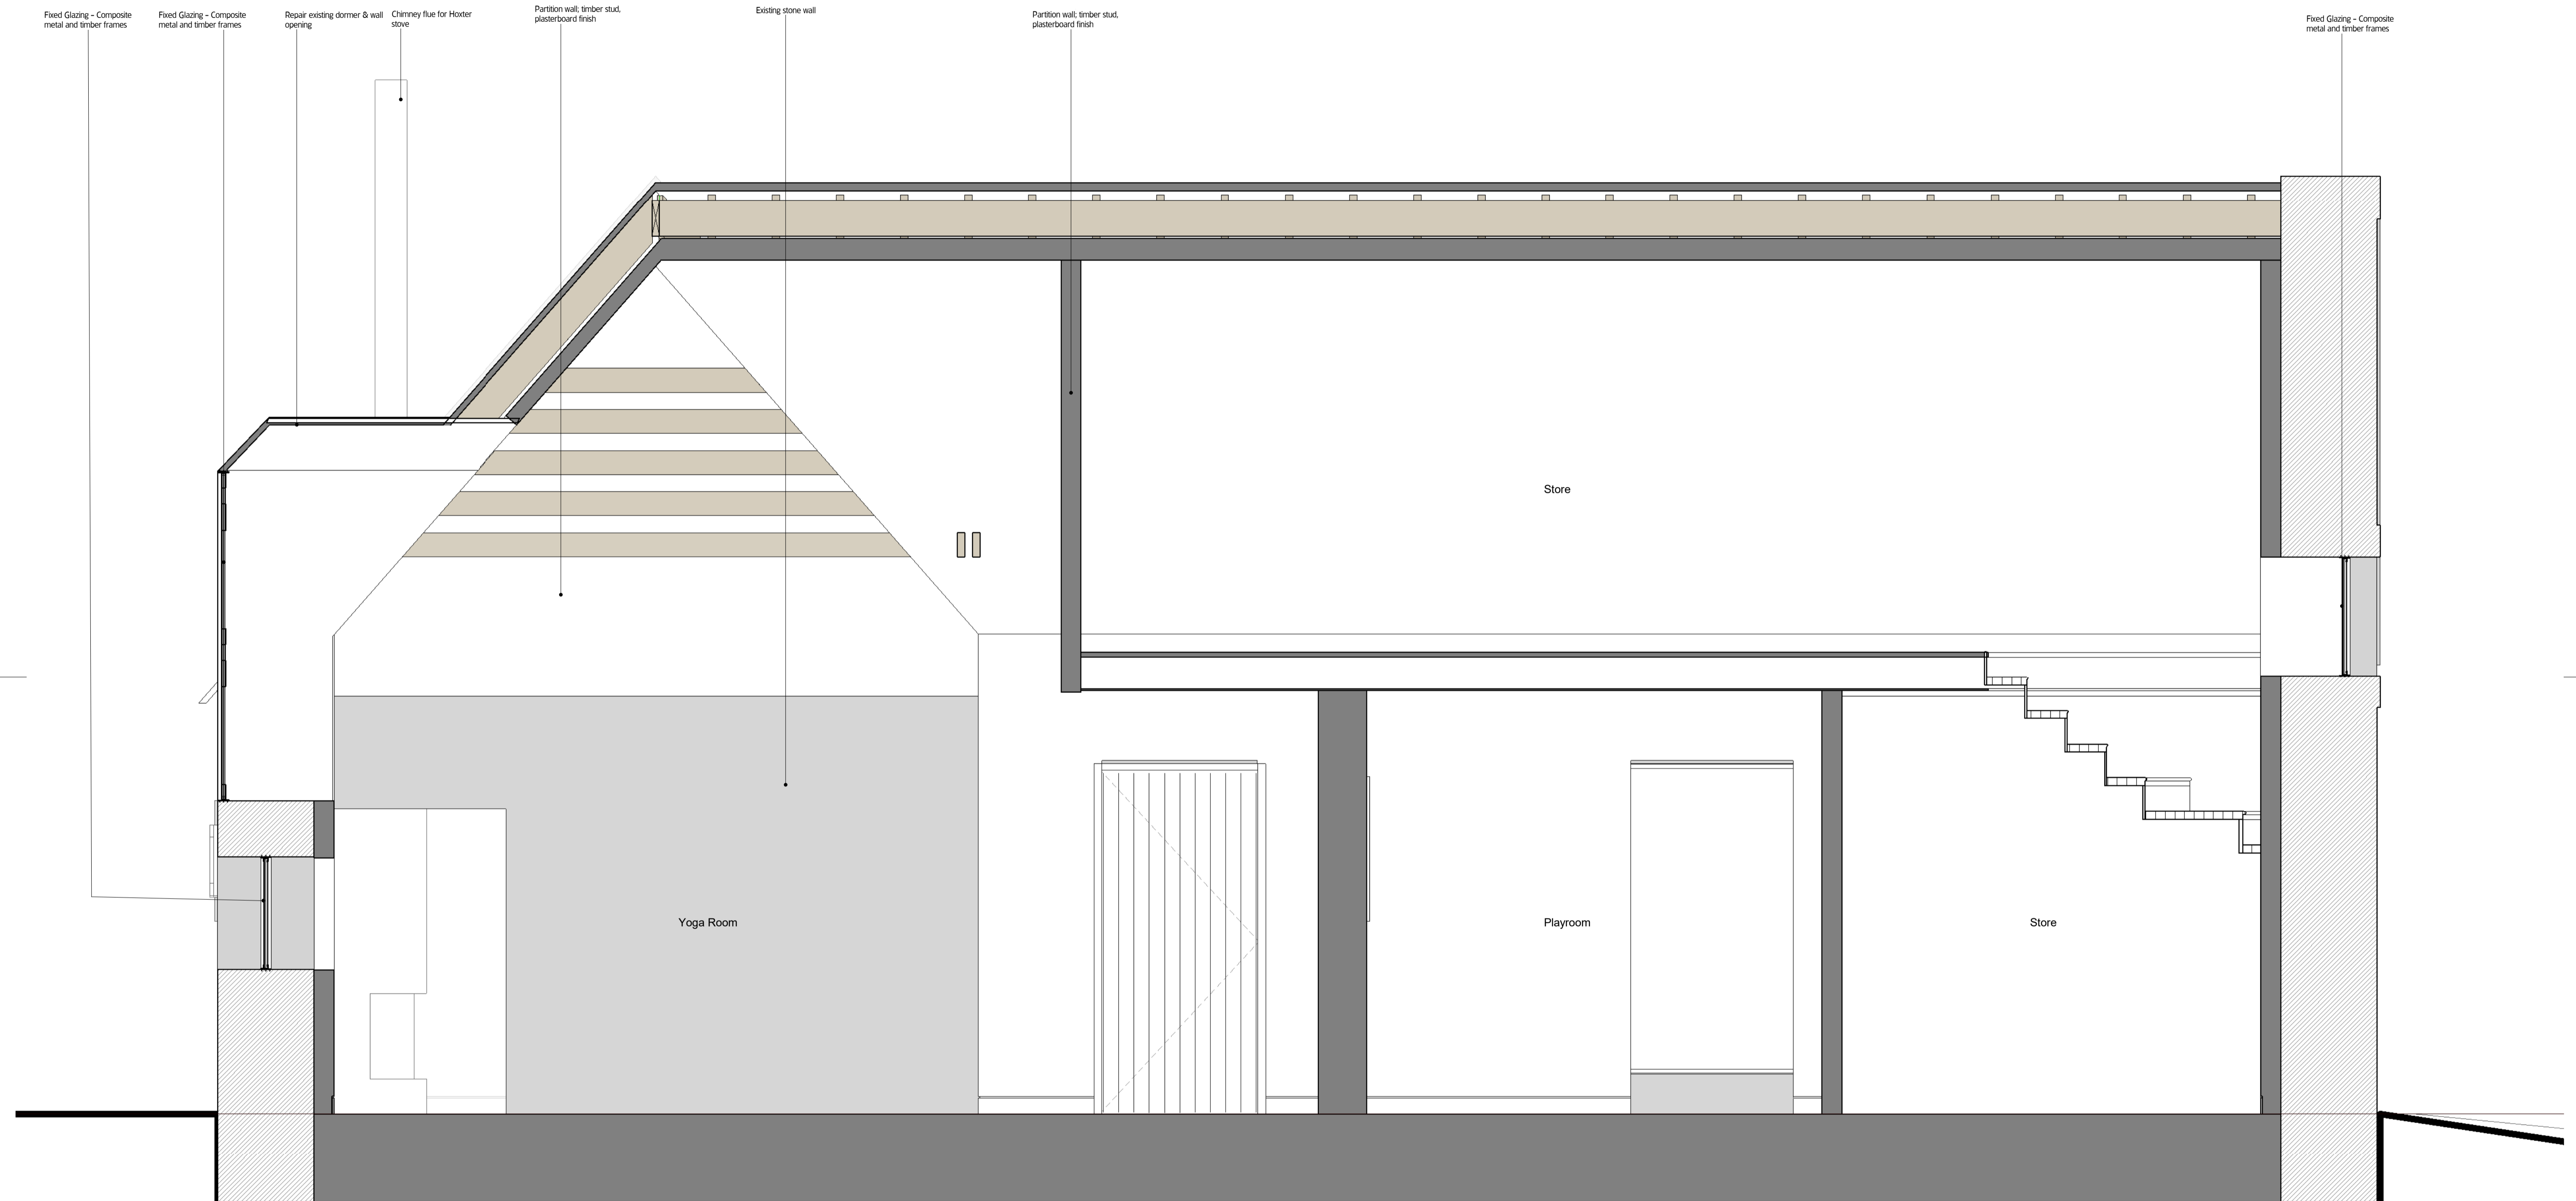 Fixed Glazing - Composite
metal and timber frames
Fixed Glazing - Composite
metal and timber frames
Repair existing dormer & wall
opening
Chimney flue for Hoxter
stove
Partition wall; timber stud,
plasterboard finish
Existing stone wall
Partition wall; timber stud,
plasterboard finish
Fixed Glazing - Composite
metal and timber frames
Store
Yoga Room
Playroom
Store